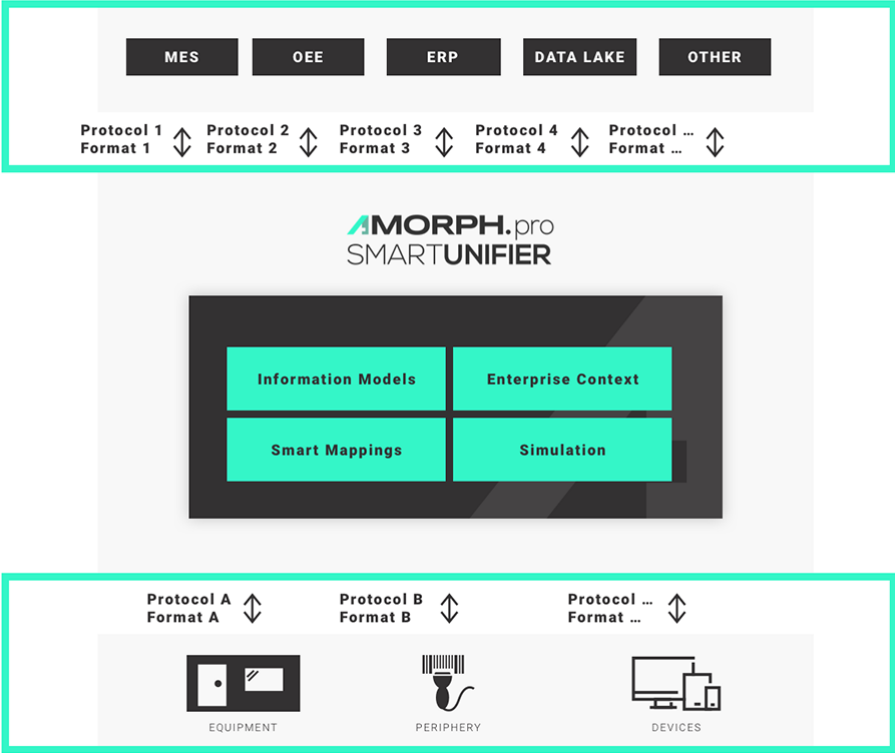 MES OEE ERP DATA LAKE OTHER
Protocol 1 Protocol 2 Protocol 3 Protocol 4 Protocol ...
Format 1 Format 2 Format 3 Format 4 Format ...
AMORPH.pro
SMARTUNIFIER
Information Models Enterprise Context
Smart Mappings Simulation
Protocol A Protocol B Protocol ...
Format A Format B Format ...
EQUIPMENT PERIPHERY DEVICES